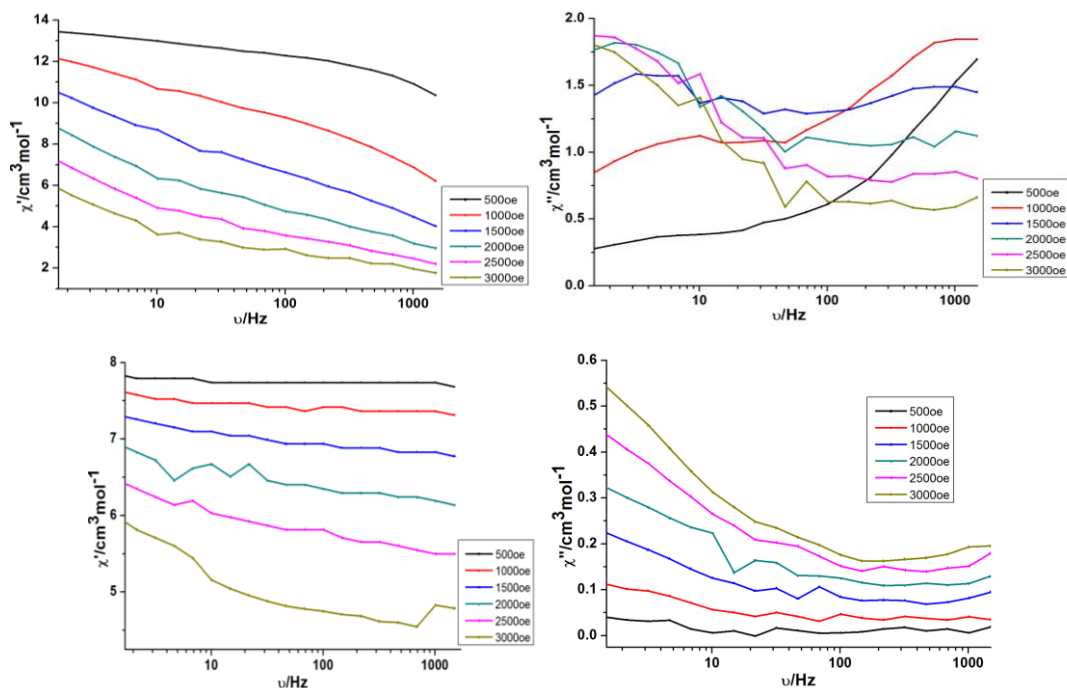 14
12
10
8
6
4
2
χ'/cm³mol⁻¹
10
100
1000
υ/Hz
500oe
1000oe
1500oe
2000oe
2500oe
3000oe
2.0
1.5
1.0
0.5
0.0
χ''/cm³mol⁻¹
10
100
1000
υ/Hz
500oe
1000oe
1500oe
2000oe
2500oe
3000oe
8
7
6
5
χ'/cm³mol⁻¹
10
100
1000
υ/Hz
500oe
1000oe
1500oe
2000oe
2500oe
3000oe
0.6
0.5
0.4
0.3
0.2
0.1
0.0
χ''/cm³mol⁻¹
10
100
1000
υ/Hz
500oe
1000oe
1500oe
2000oe
2500oe
3000oe